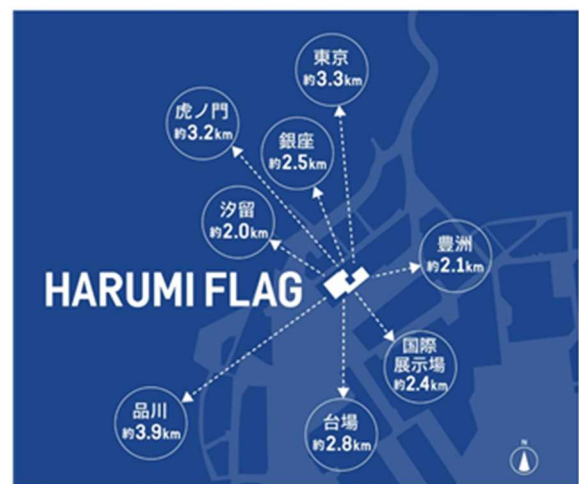 東京
約3.3km
虎ノ門
約3.2km
銀座
約2.5km
汐留
約2.0km
豊洲
約2.1km
HARUMI FLAG
国際
展示場
約2.4km
品川
約3.9km
台場
約2.8km
N